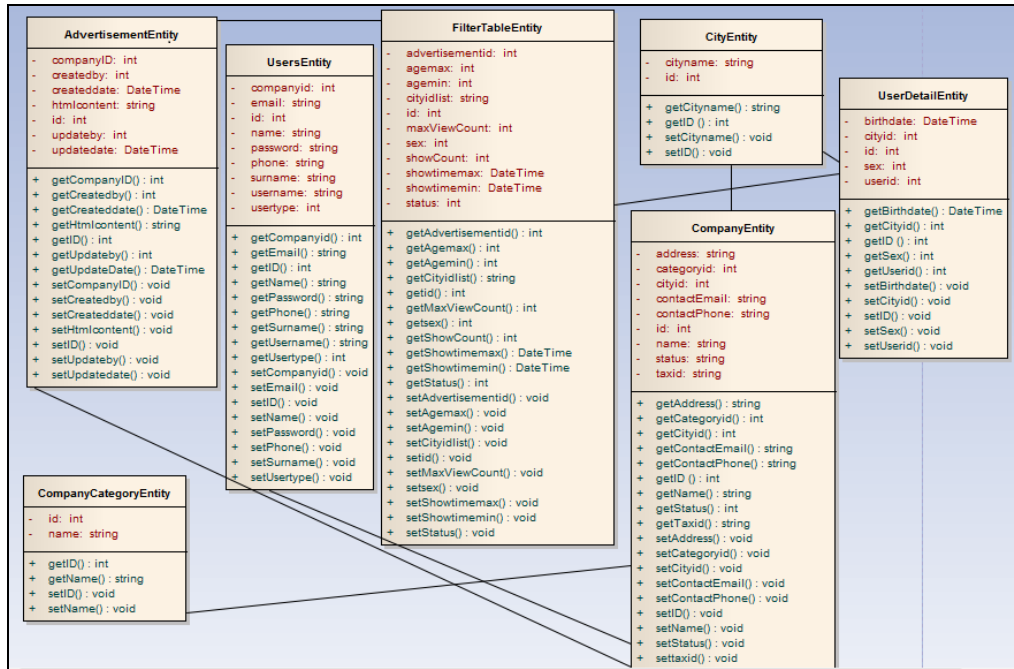 AdvertisementEntity
- companyID: int
- createdby: int
- createddate: DateTime
- htmlcontent: string
- id: int
- updateby: int
- updatedate: DateTime
+ getCompanyID() : int
+ getCreatedby() : int
+ getCreateddate() : DateTime
+ getHtmlcontent() : string
+ getID() : int
+ getUpdateby() : int
+ getUpdateDate() : DateTime
+ setCompanyID() : void
+ setCreatedby() : void
+ setCreateddate() : void
+ setHtmlcontent() : void
+ setID() : void
+ setUpdateby() : void
+ setUpdatedate() : void
UsersEntity
- companyid: int
- email: string
- id: int
- name: string
- password: string
- phone: string
- surname: string
- username: string
- usertype: int
+ getCompanyid() : int
+ getEmail() : string
+ getID() : int
+ getName() : string
+ getPassword() : string
+ getPhone() : string
+ getSurname() : string
+ getUsername() : string
+ getUsertype() : int
+ setCompanyid() : void
+ setEmail() : void
+ setID() : void
+ setName() : void
+ setPassword() : void
+ setPhone() : void
+ setSurname() : void
+ setUsertype() : void
FilterTableEntity
- advertisementid: int
- agemax: int
- agemin: int
- cityidlist: string
- id: int
- maxViewCount: int
- sex: int
- showCount: int
- showtimemax: DateTime
- showtimemin: DateTime
- status: int
+ getAdvertisementid() : int
+ getAgemax() : int
+ getAgemin() : int
+ getCityidlist() : string
+ getid() : int
+ getMaxViewCount() : int
+ getsex() : int
+ getShowCount() : int
+ getShowtimemax() : DateTime
+ getShowtimemin() : DateTime
+ getStatus() : int
+ setAdvertisementid() : void
+ setAgemax() : void
+ setAgemin() : void
+ setCityidlist() : void
+ setid() : void
+ setMaxViewCount() : void
+ setsex() : void
+ setShowtimemax() : void
+ setShowtimemin() : void
+ setStatus() : void
CityEntity
- cityname: string
- id: int
+ getCityname() : string
+ getID () : int
+ setCityname() : void
+ setID() : void
UserDetailEntity
- birthdate: DateTime
- cityid: int
- id: int
- sex: int
- userid: int
+ getBirthdate() : DateTime
+ getCityid() : int
+ getID () : int
+ getSex() : int
+ getUserid() : int
+ setBirthdate() : void
+ setCityid() : void
+ setID() : void
+ setSex() : void
+ setUserid() : void
CompanyEntity
- address: string
- categoryid: int
- cityid: int
- contactEmail: string
- contactPhone: string
- id: int
- name: string
- status: string
- taxid: string
+ getAddress() : string
+ getCategoryid() : int
+ getCityid() : int
+ getContactEmail() : string
+ getContactPhone() : string
+ getID () : int
+ getName() : string
+ getStatus() : int
+ getTaxid() : string
+ setAddress() : void
+ setCategoryid() : void
+ setCityid() : void
+ setContactEmail() : void
+ setContactPhone() : void
+ setID() : void
+ setName() : void
+ setStatus() : void
+ settaxid() : void
CompanyCategoryEntity
- id: int
- name: string
+ getID() : int
+ getName() : string
+ setID() : void
+ setName() : void